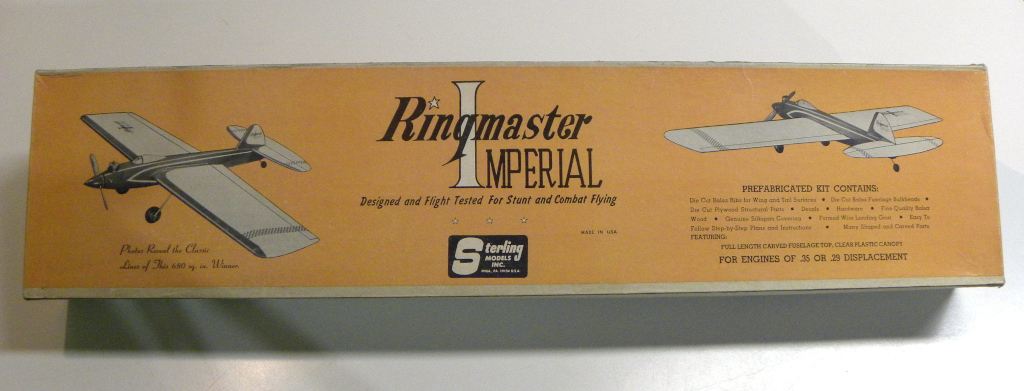 Ringmaster
I
IMPERIAL
Designed and Flight Tested For Stunt and Combat Flying
MADE IN USA
Sterling
MODELS
INC.
PHILA., PA. 19144 U.S.A.
Photos Reveal the Classic
Lines of This 680 sq. in. Winner
PREFABRICATED KIT CONTAINS:
Die Cut Balsa Ribs for Wing and Tail Surfaces • Die Cut Balsa Fuselage Bulkheads •
Die Cut Plywood Structural Parts • Decals • Hardware • Fine Quality Balsa
Wood • Genuine Silkspan Covering • Formed Wire Landing Gear • Easy To
Follow Step-by-Step Plans and Instructions • Many Shaped and Carved Parts
FEATURING:
FULL LENGTH CARVED FUSELAGE TOP, CLEAR PLASTIC CANOPY
FOR ENGINES OF .35 OR .29 DISPLACEMENT